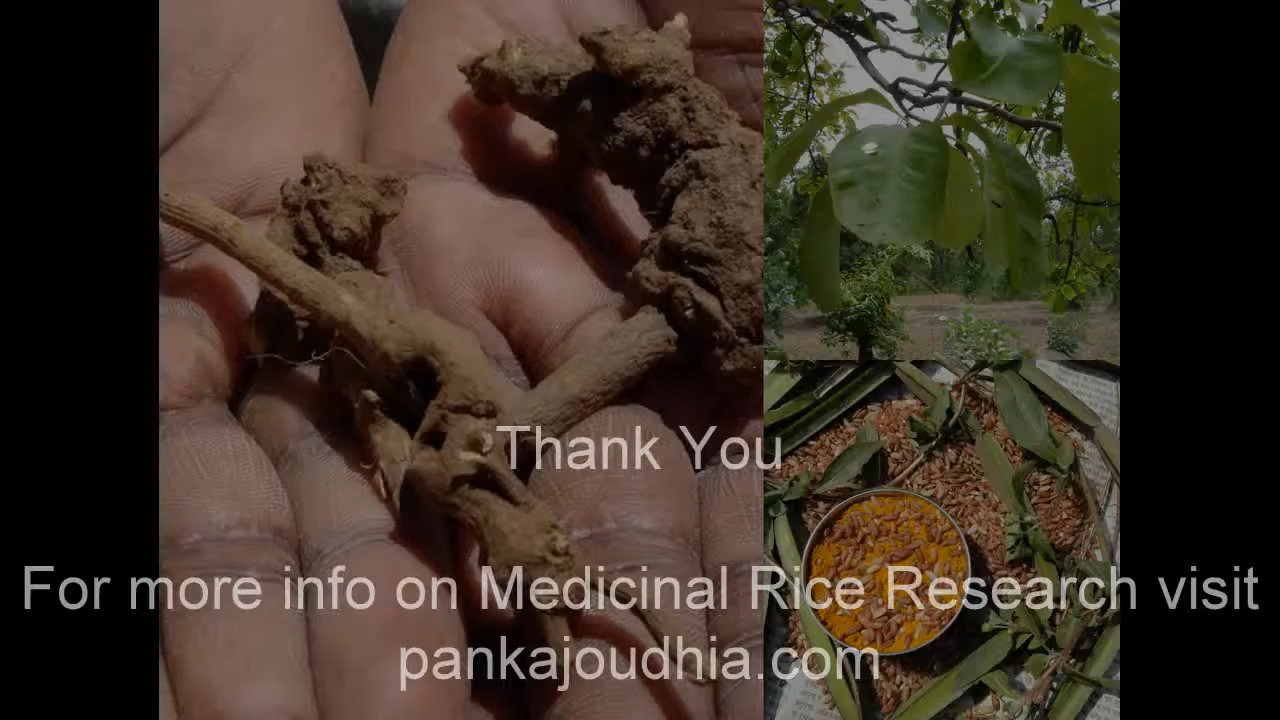 Thank You
For more info on Medicinal Rice Research visit
pankajoudhia.com